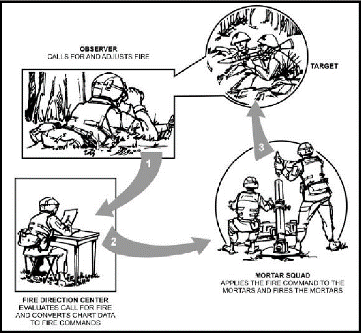 OBSERVER
CALLS FOR AND ADJUSTS FIRE
TARGET
1
2
3
FIRE DIRECTION CENTER
EVALUATES CALL FOR FIRE
AND CONVERTS CHART DATA
TO FIRE COMMANDS
MORTAR SQUAD
APPLIES THE FIRE COMMAND TO THE
MORTARS AND FIRES THE MORTARS